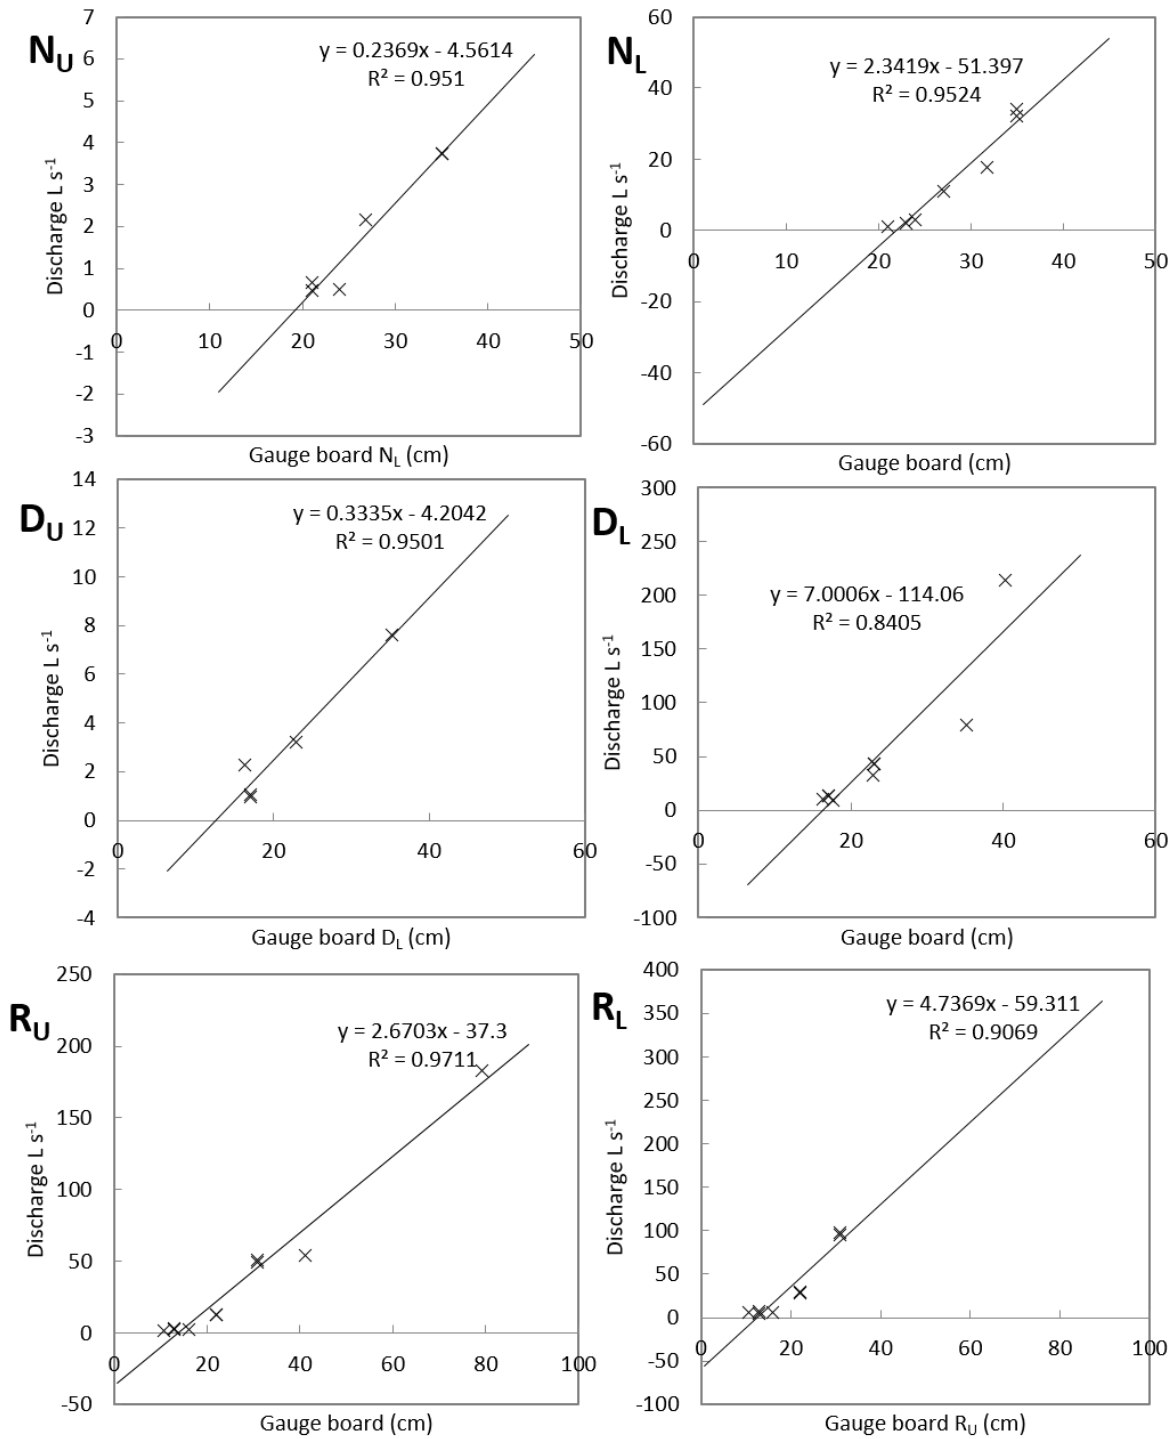 N_U
y = 0.2369x - 4.5614
R² = 0.951
7
6
5
4
3
2
1
0
-1
-2
-3
0 10 20 30 40 50
Discharge L s⁻¹
Gauge board N_L (cm)
N_L
y = 2.3419x - 51.397
R² = 0.9524
60
40
20
0
-20
-40
-60
0 10 20 30 40 50
Discharge L s⁻¹
Gauge board (cm)
D_U
y = 0.3335x - 4.2042
R² = 0.9501
14
12
10
8
6
4
2
0
-2
-4
0 20 40 60
Discharge L s⁻¹
Gauge board D_L (cm)
D_L
y = 7.0006x - 114.06
R² = 0.8405
300
250
200
150
100
50
0
-50
-100
0 20 40 60
Discharge L s⁻¹
Gauge board (cm)
R_U
y = 2.6703x - 37.3
R² = 0.9711
250
200
150
100
50
0
-50
0 20 40 60 80 100
Discharge L s⁻¹
Gauge board (cm)
R_L
y = 4.7369x - 59.311
R² = 0.9069
400
350
300
250
200
150
100
50
0
-50
-100
0 20 40 60 80 100
Discharge L s⁻¹
Gauge board R_U (cm)